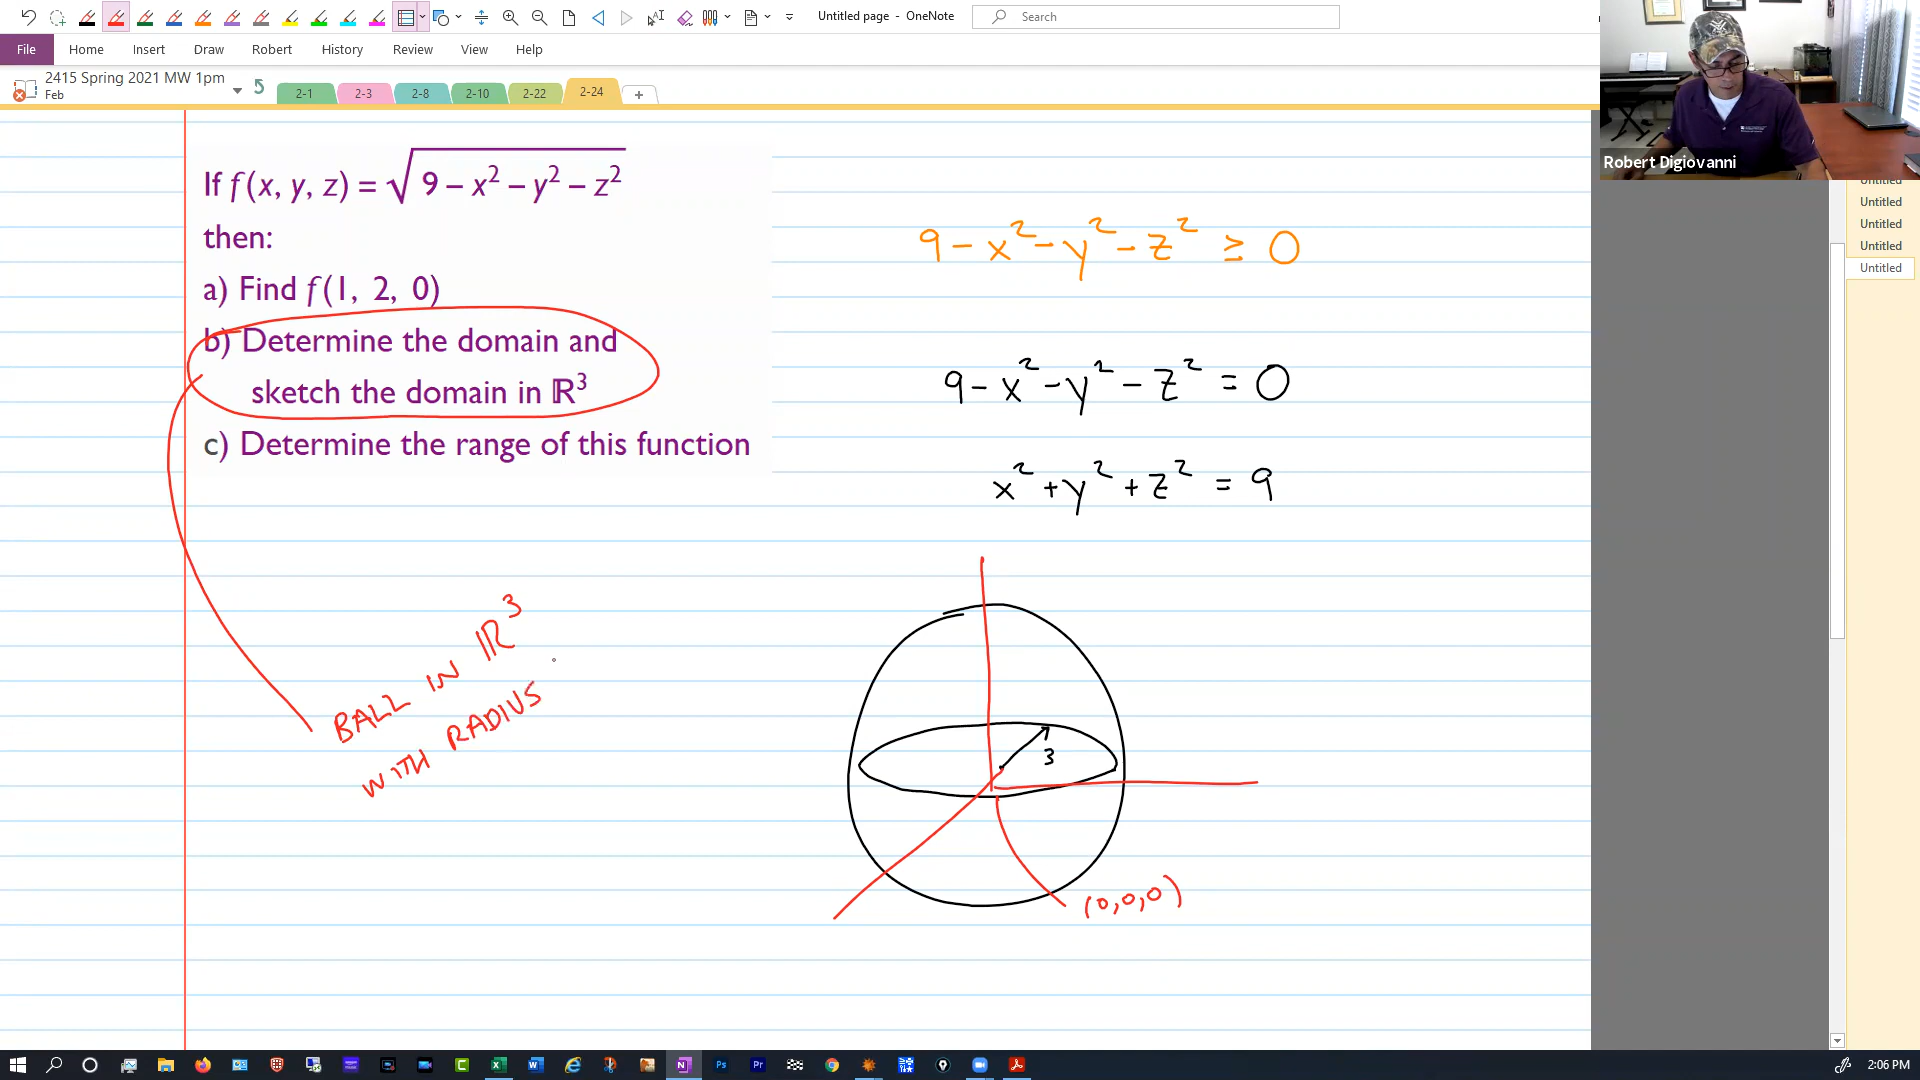 Untitled page - OneNote
Search
File Home Insert Draw Robert History Review View Help
2415 Spring 2021 MW 1pm
Feb
2-1 2-3 2-8 2-10 2-22 2-24 +
Robert Digiovanni
Untitled
Untitled
Untitled
Untitled
Untitled
If f(x, y, z) = √9 – x² – y² – z²
then:
a) Find f(1, 2, 0)
b) Determine the domain and
sketch the domain in ℝ³
c) Determine the range of this function
9 - x² - y² - z² ≥ 0
9 - x² - y² - z² = 0
x² + y² + z² = 9
BALL IN ℝ³
WITH RADIUS
3
(0,0,0)
2:06 PM